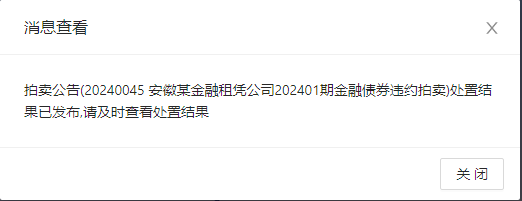 消息查看
拍卖公告(20240045 安徽某金融租凭公司202401期金融债券违约拍卖)处置结
果已发布,请及时查看处置结果
关 闭